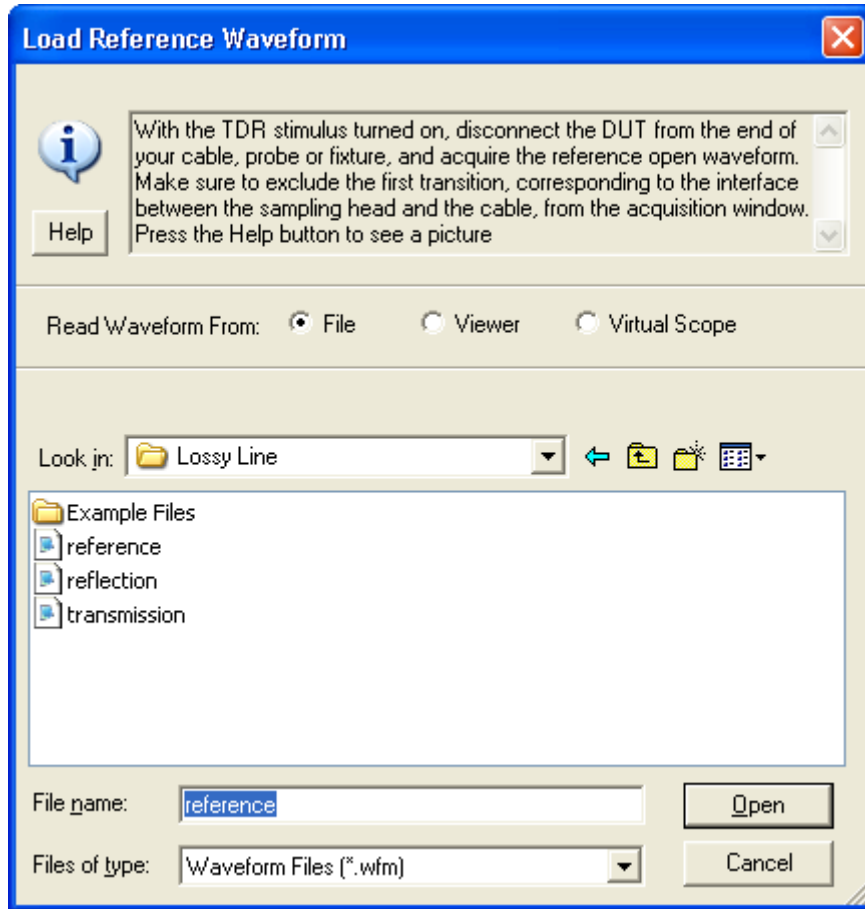 Load Reference Waveform
With the TDR stimulus turned on, disconnect the DUT from the end of
your cable, probe or fixture, and acquire the reference open waveform.
Make sure to exclude the first transition, corresponding to the interface
between the sampling head and the cable, from the acquisition window.
Press the Help button to see a picture
Help
Read Waveform From: File Viewer Virtual Scope
Look in: Lossy Line
Example Files
reference
reflection
transmission
File name: reference Open
Files of type: Waveform Files (*.wfm) Cancel